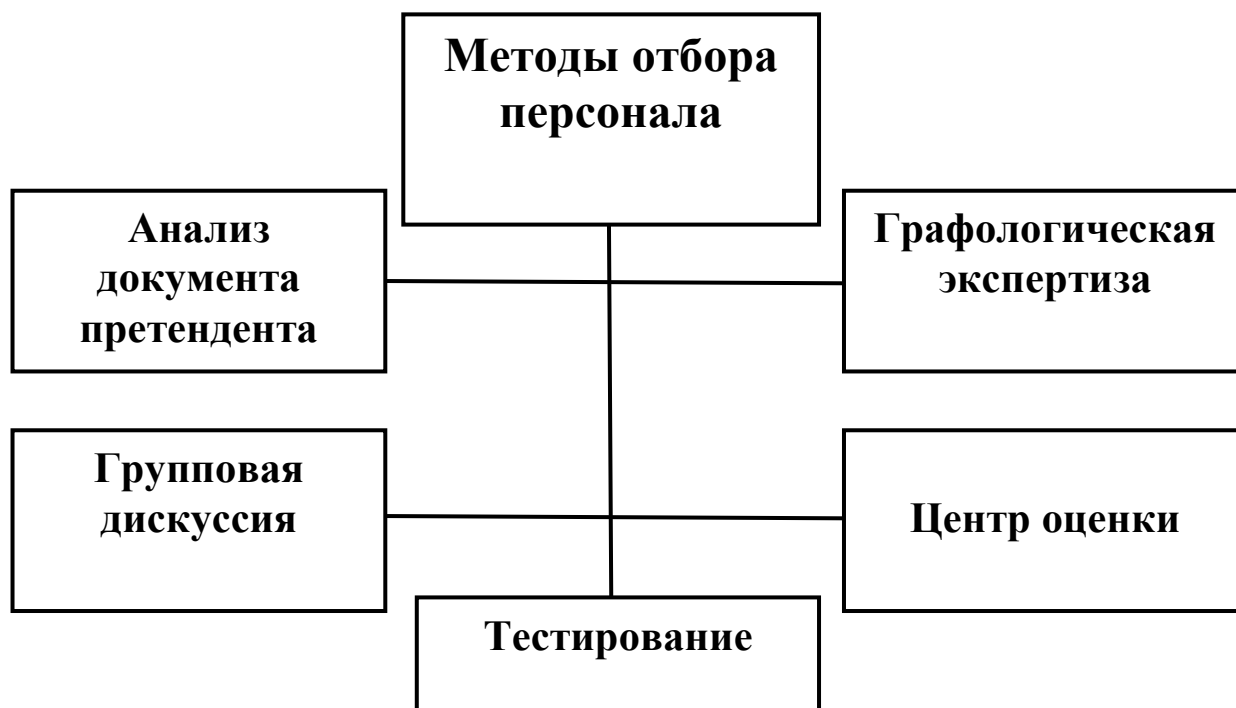 Методы отбора
персонала
Анализ
документа
претендента
Графологическая
экспертиза
Групповая
дискуссия
Центр оценки
Тестирование